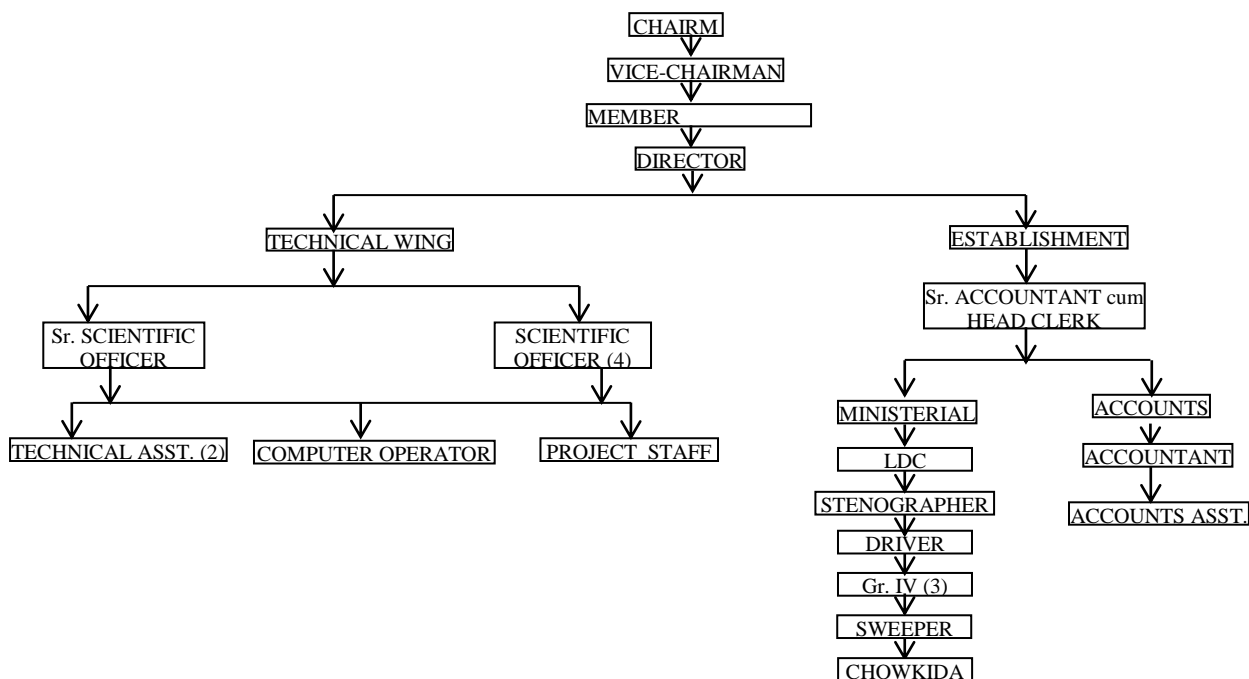 CHAIRM
VICE-CHAIRMAN
MEMBER
DIRECTOR
TECHNICAL WING
ESTABLISHMENT
Sr. SCIENTIFIC
OFFICER
SCIENTIFIC
OFFICER (4)
Sr. ACCOUNTANT cum
HEAD CLERK
TECHNICAL ASST. (2)
COMPUTER OPERATOR
PROJECT STAFF
MINISTERIAL
LDC
STENOGRAPHER
DRIVER
Gr. IV (3)
SWEEPER
CHOWKIDA
ACCOUNTS
ACCOUNTANT
ACCOUNTS ASST.